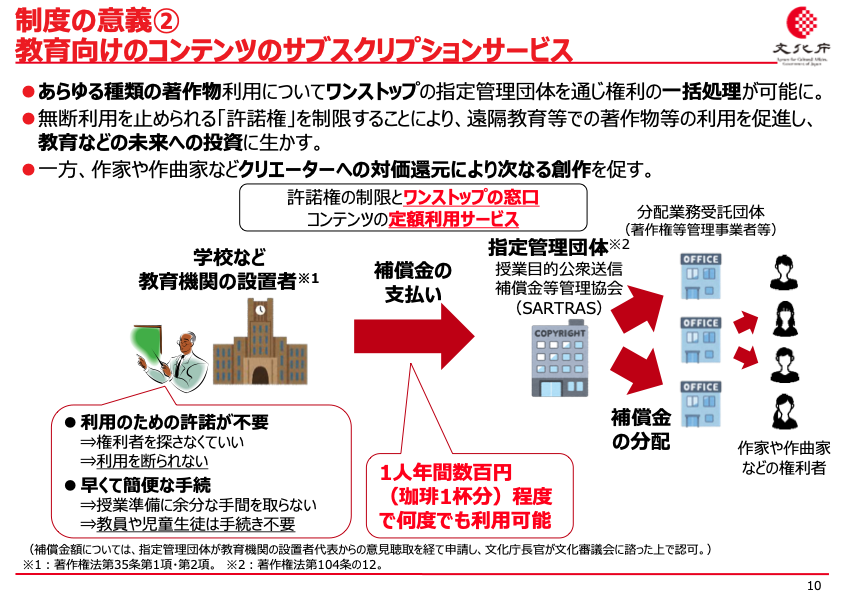 制度の意義②
教育向けのコンテンツのサブスクリプションサービス
文化庁
Agency for Cultural Affairs,
Government of Japan
●あらゆる種類の著作物利用についてワンストップの指定管理団体を通じ権利の一括処理が可能に。
●無断利用を止められる「許諾権」を制限することにより、遠隔教育等での著作物等の利用を促進し、
教育などの未来への投資に生かす。
●一方、作家や作曲家などクリエーターへの対価還元により次なる創作を促す。
許諾権の制限とワンストップの窓口
コンテンツの定額利用サービス
学校など
教育機関の設置者※1
補償金の
支払い
指定管理団体※2
授業目的公衆送信
補償金等管理協会
（SARTRAS）
COPYRIGHT
分配業務受託団体
（著作権等管理事業者等）
OFFICE
OFFICE
OFFICE
補償金
の分配
作家や作曲家
などの権利者
● 利用のための許諾が不要
⇒権利者を探さなくていい
⇒利用を断られない
● 早くて簡便な手続
⇒授業準備に余分な手間を取らない
⇒教員や児童生徒は手続き不要
1人年間数百円
（珈琲1杯分）程度
で何度でも利用可能
（補償金額については、指定管理団体が教育機関の設置者代表からの意見聴取を経て申請し、文化庁長官が文化審議会に諮った上で認可。）
※1：著作権法第35条第1項・第2項。 ※2：著作権法第104条の12。
10